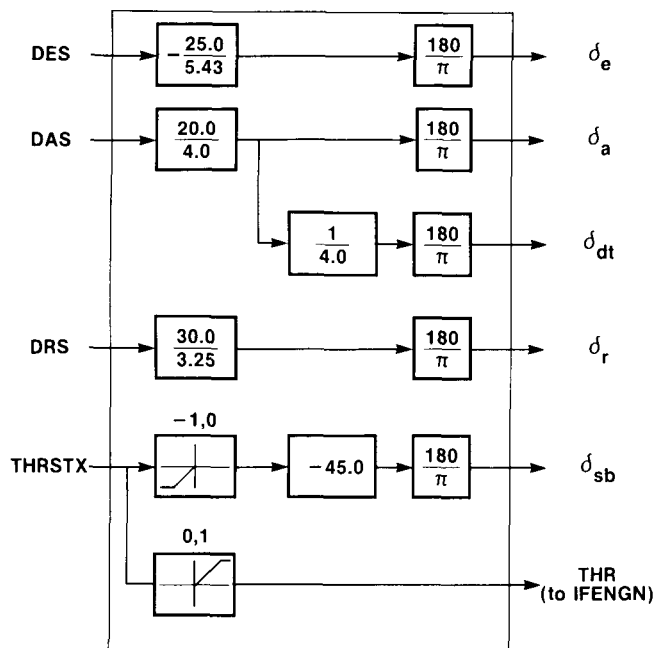 DES
- 25.0
5.43
180
π
δe
DAS
20.0
4.0
180
π
δa
1
4.0
180
π
δdt
DRS
30.0
3.25
180
π
δr
−1,0
THRSTX
−45.0
180
π
δsb
0,1
THR
(to IFENGN)